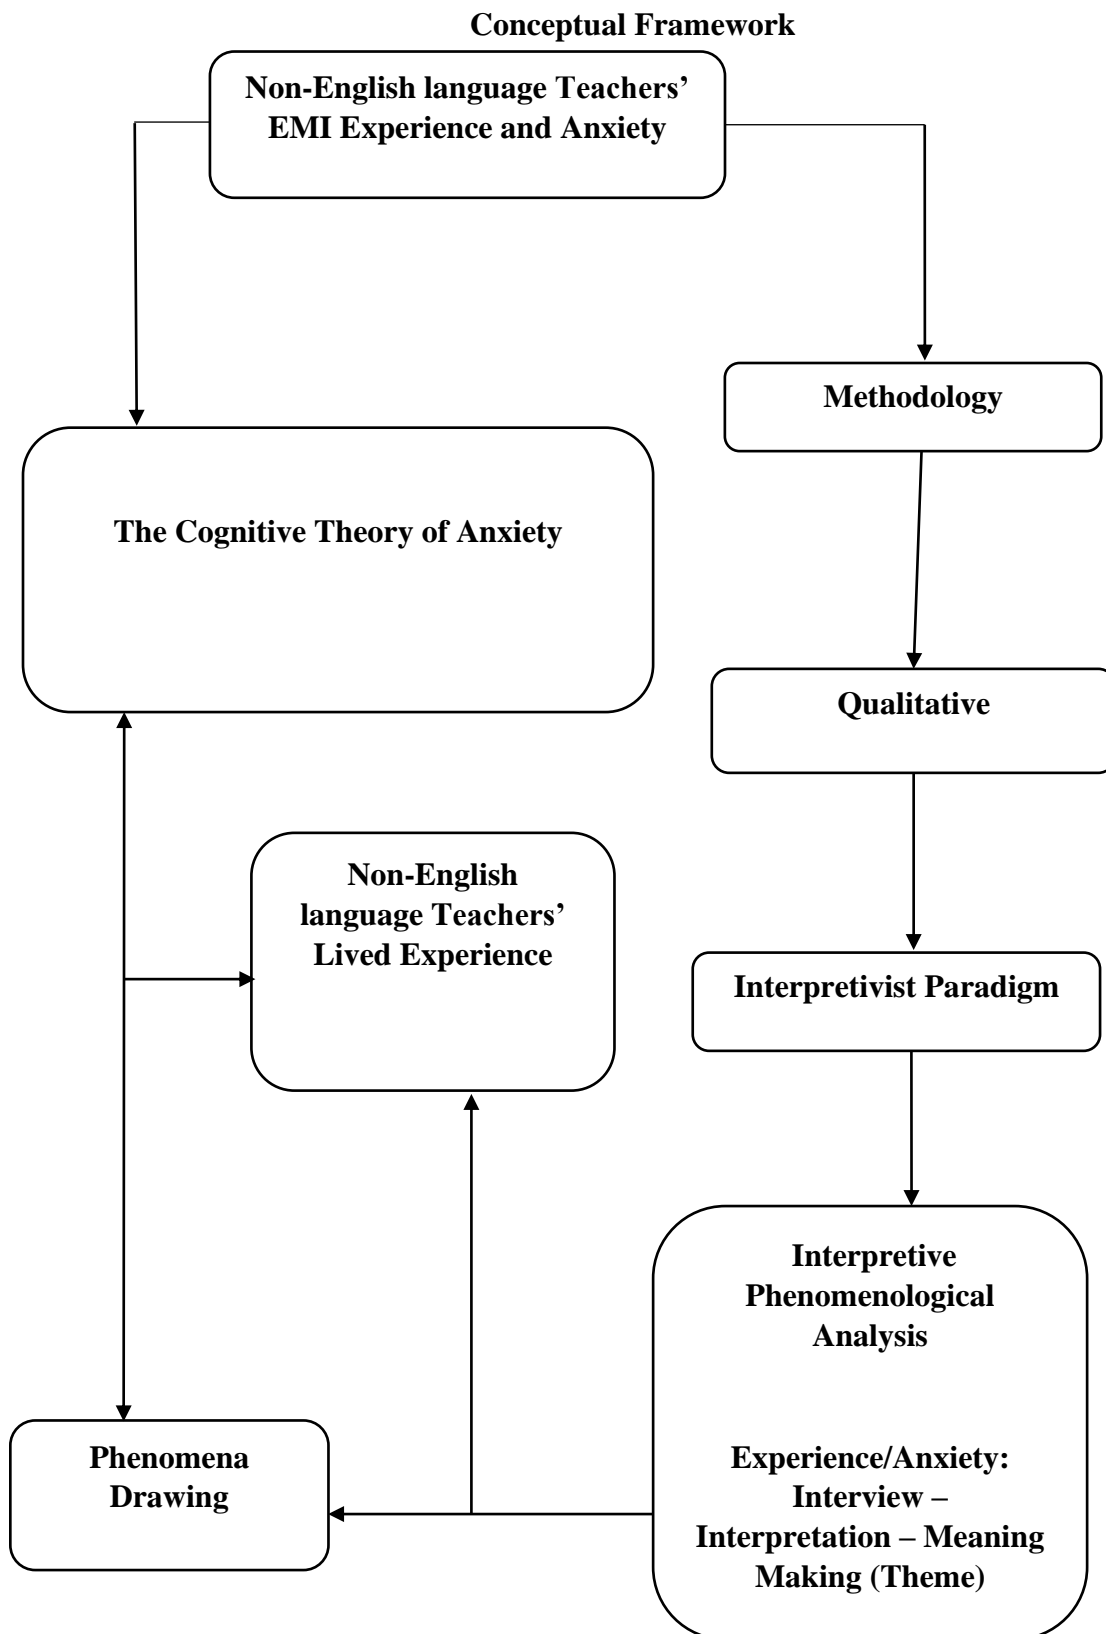 Conceptual Framework
Non-English language Teachers’
EMI Experience and Anxiety
Methodology
The Cognitive Theory of Anxiety
Qualitative
Non-English
language Teachers’
Lived Experience
Interpretivist Paradigm
Interpretive
Phenomenological
Analysis
Experience/Anxiety:
Interview –
Interpretation – Meaning
Making (Theme)
Phenomena
Drawing